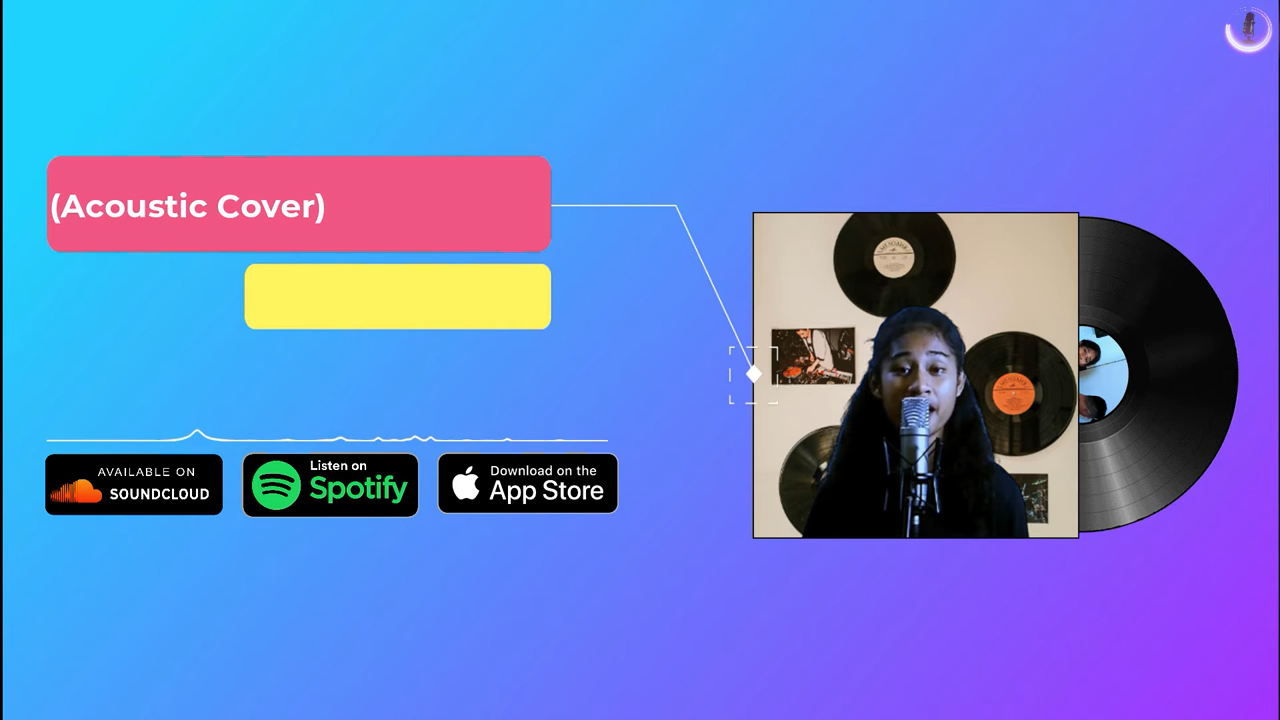 (Acoustic Cover)
AVAILABLE ON
SOUNDCLOUD
Listen on
Spotify
Download on the
App Store